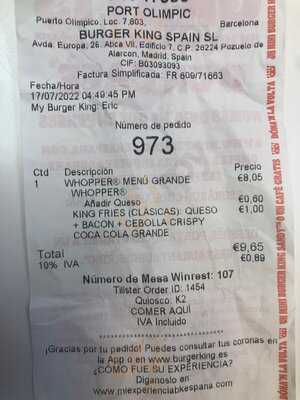 PORT OLIMPIC
Puerto Olimpico. Loc. 7,803, Barcelona
BURGER KING SPAIN SL
Avda. Europa, 26. Atica VII, Edificio 7, C.P. 28224 Pozuelo de
Alarcon, Madrid, Spain
CIF: B03093093
Factura Simplificada: FR 609/71663
Fecha/Hora
17/07/2022 04:49:45 PM
My Burger King: Eric
Número de pedido
973
Ctd Descripción Precio
1 WHOPPER® MENÚ GRANDE €8,05
WHOPPER®
Añadir Queso €0,60
KING FRIES (CLÁSICAS): QUESO €1,00
+ BACON + CEBOLLA CRISPY
COCA COLA GRANDE
Total €9,65
10% IVA €0,89
Número de Mesa Winrest: 107
Tillster Order ID: 1454
Quiosco: K2
COMER AQUÍ
IVA Incluido
¡Gracias por tu pedido! Puedes consultar tus coronas en
la App o en www.burgerking.es
¿CÓMO FUE SU EXPERIENCIA?
Díganoslo en
www.miexperienciabkespana.com